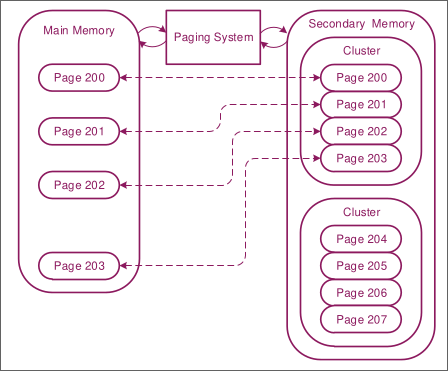 Main Memory
Page 200
Page 201
Page 202
Page 203
Paging System
Secondary Memory
Cluster
Page 200
Page 201
Page 202
Page 203
Cluster
Page 204
Page 205
Page 206
Page 207